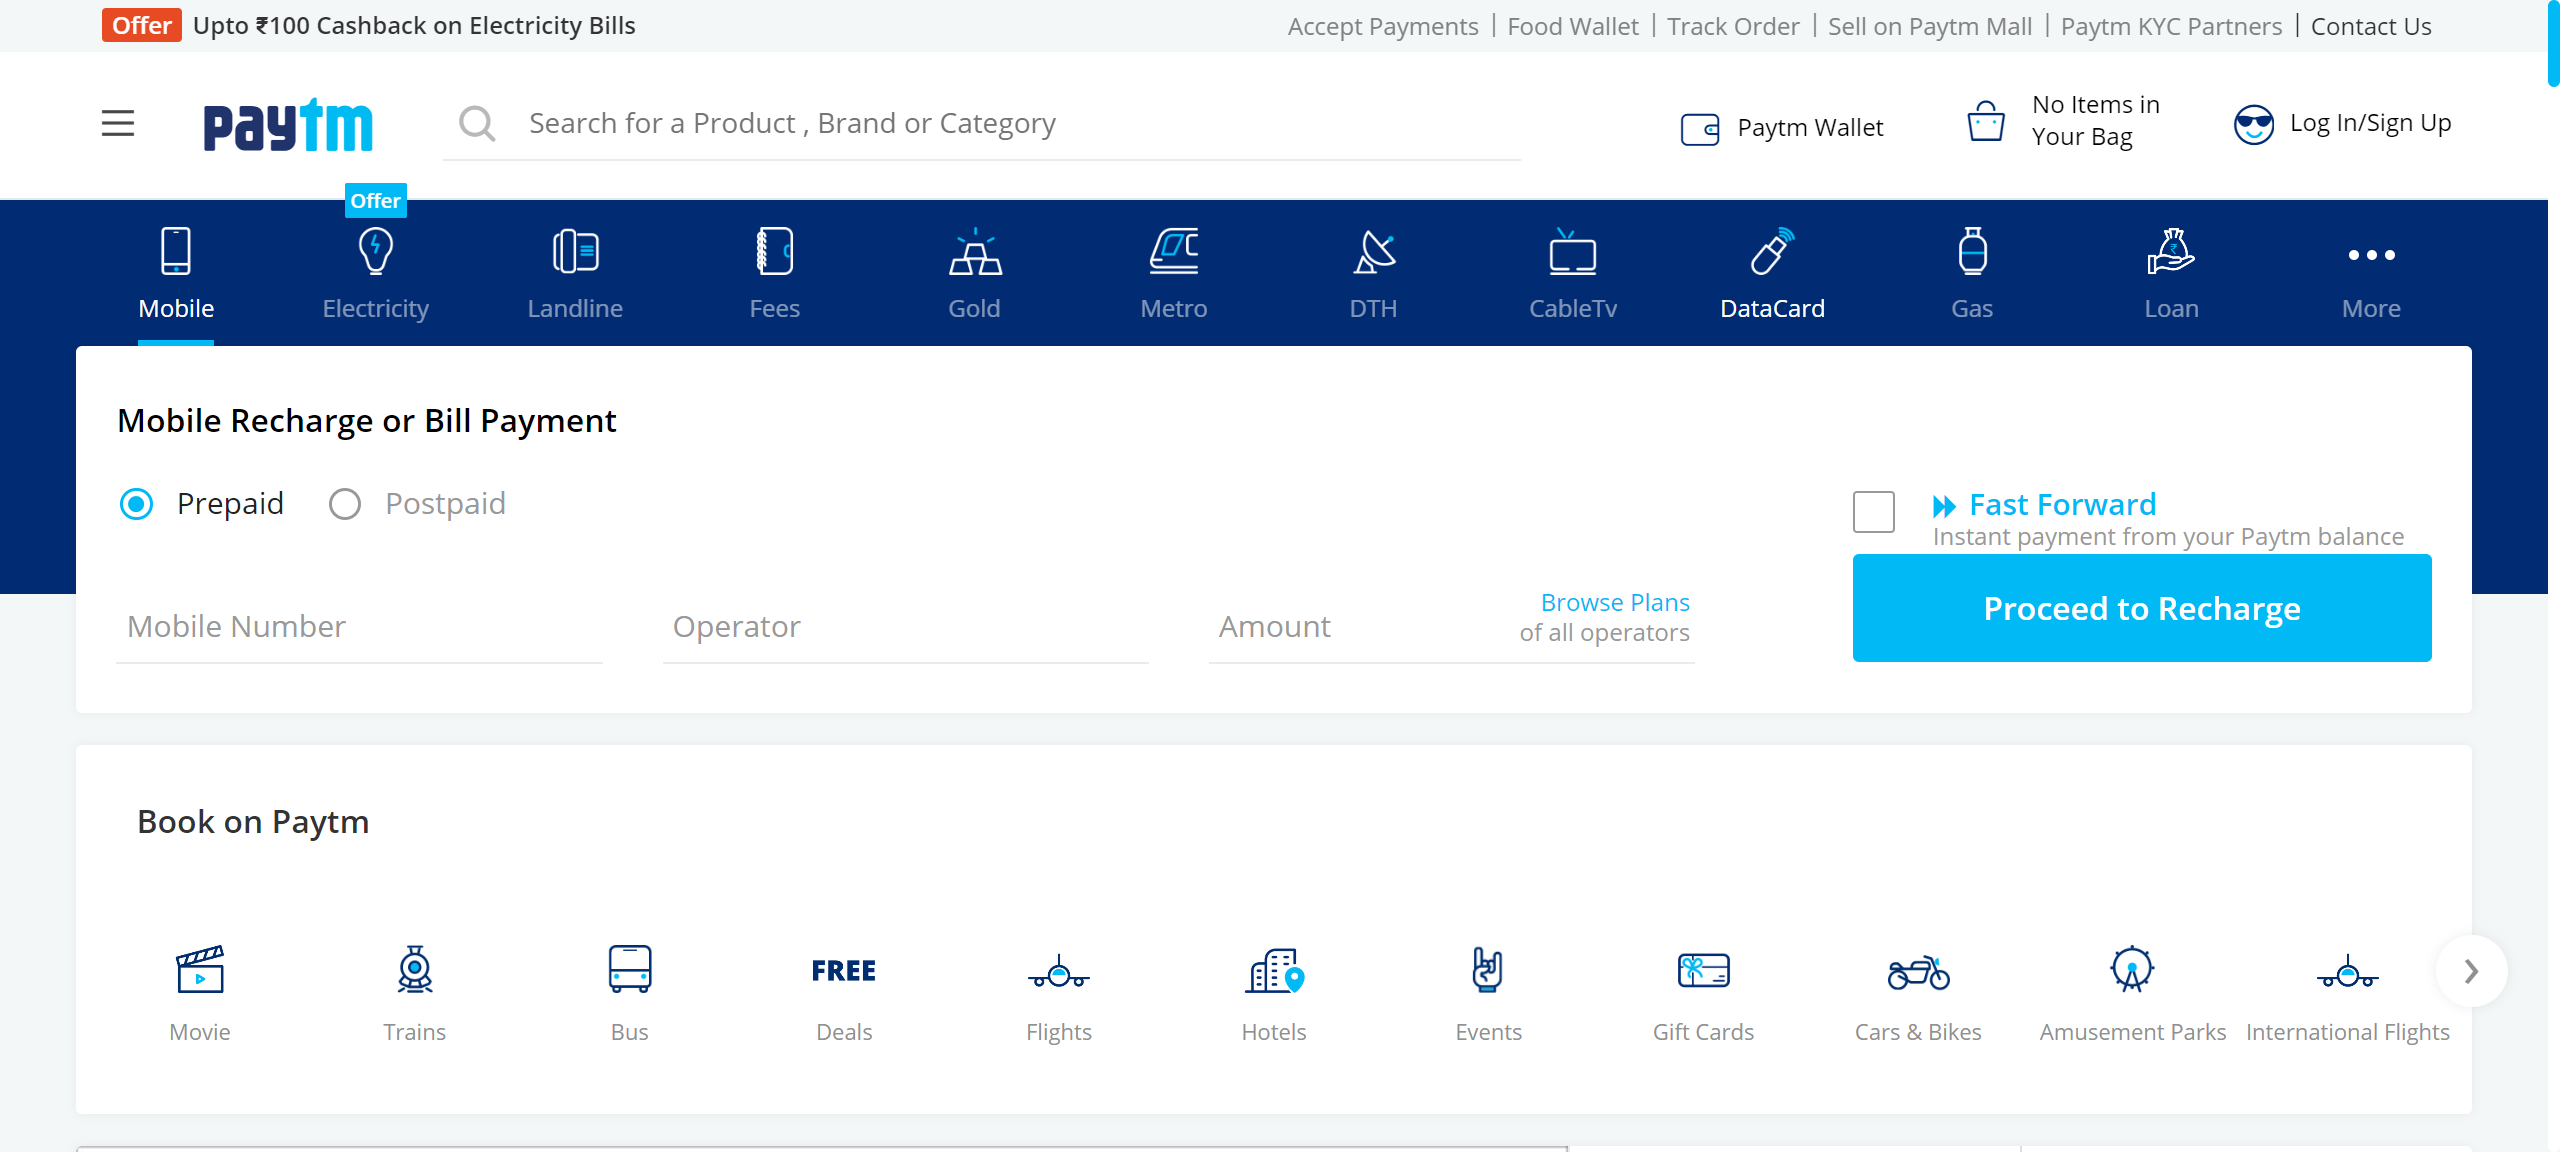 Offer Upto ₹100 Cashback on Electricity Bills
Accept Payments | Food Wallet | Track Order | Sell on Paytm Mall | Paytm KYC Partners | Contact Us
paytm
Search for a Product , Brand or Category
Paytm Wallet
No Items in
Your Bag
Log In/Sign Up
Offer
Mobile
Electricity
Landline
Fees
Gold
Metro
DTH
CableTv
DataCard
Gas
Loan
More
Mobile Recharge or Bill Payment
Prepaid
Postpaid
Fast Forward
Instant payment from your Paytm balance
Mobile Number
Operator
Amount
Browse Plans
of all operators
Proceed to Recharge
Book on Paytm
FREE
Movie
Trains
Bus
Deals
Flights
Hotels
Events
Gift Cards
Cars & Bikes
Amusement Parks
International Flights